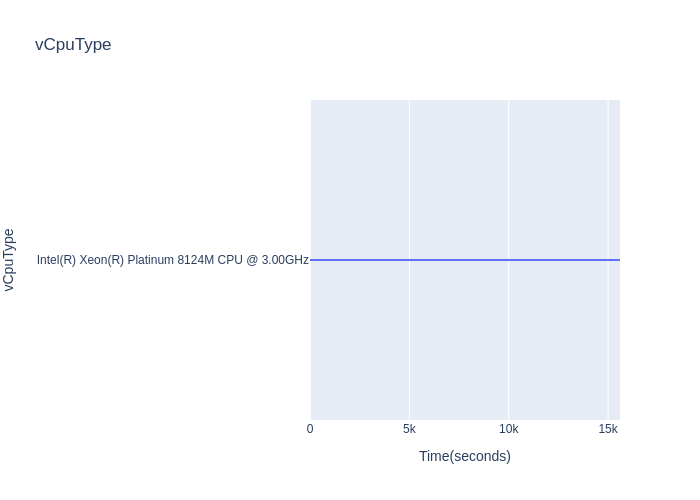 vCpuType
vCpuType
Intel(R) Xeon(R) Platinum 8124M CPU @ 3.00GHz
0 5k 10k 15k
Time(seconds)